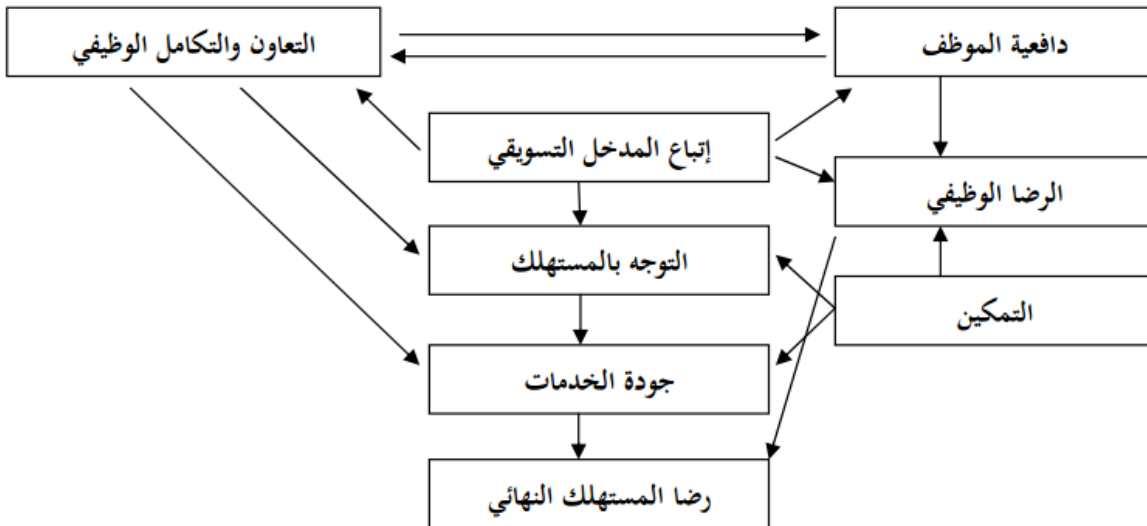 دافعية الموظف
التعاون والتكامل الوظيفي
إتباع المدخل التسويقي
الرضا الوظيفي
التوجه بالمستهلك
التمكين
جودة الخدمات
رضا المستهلك النهائي